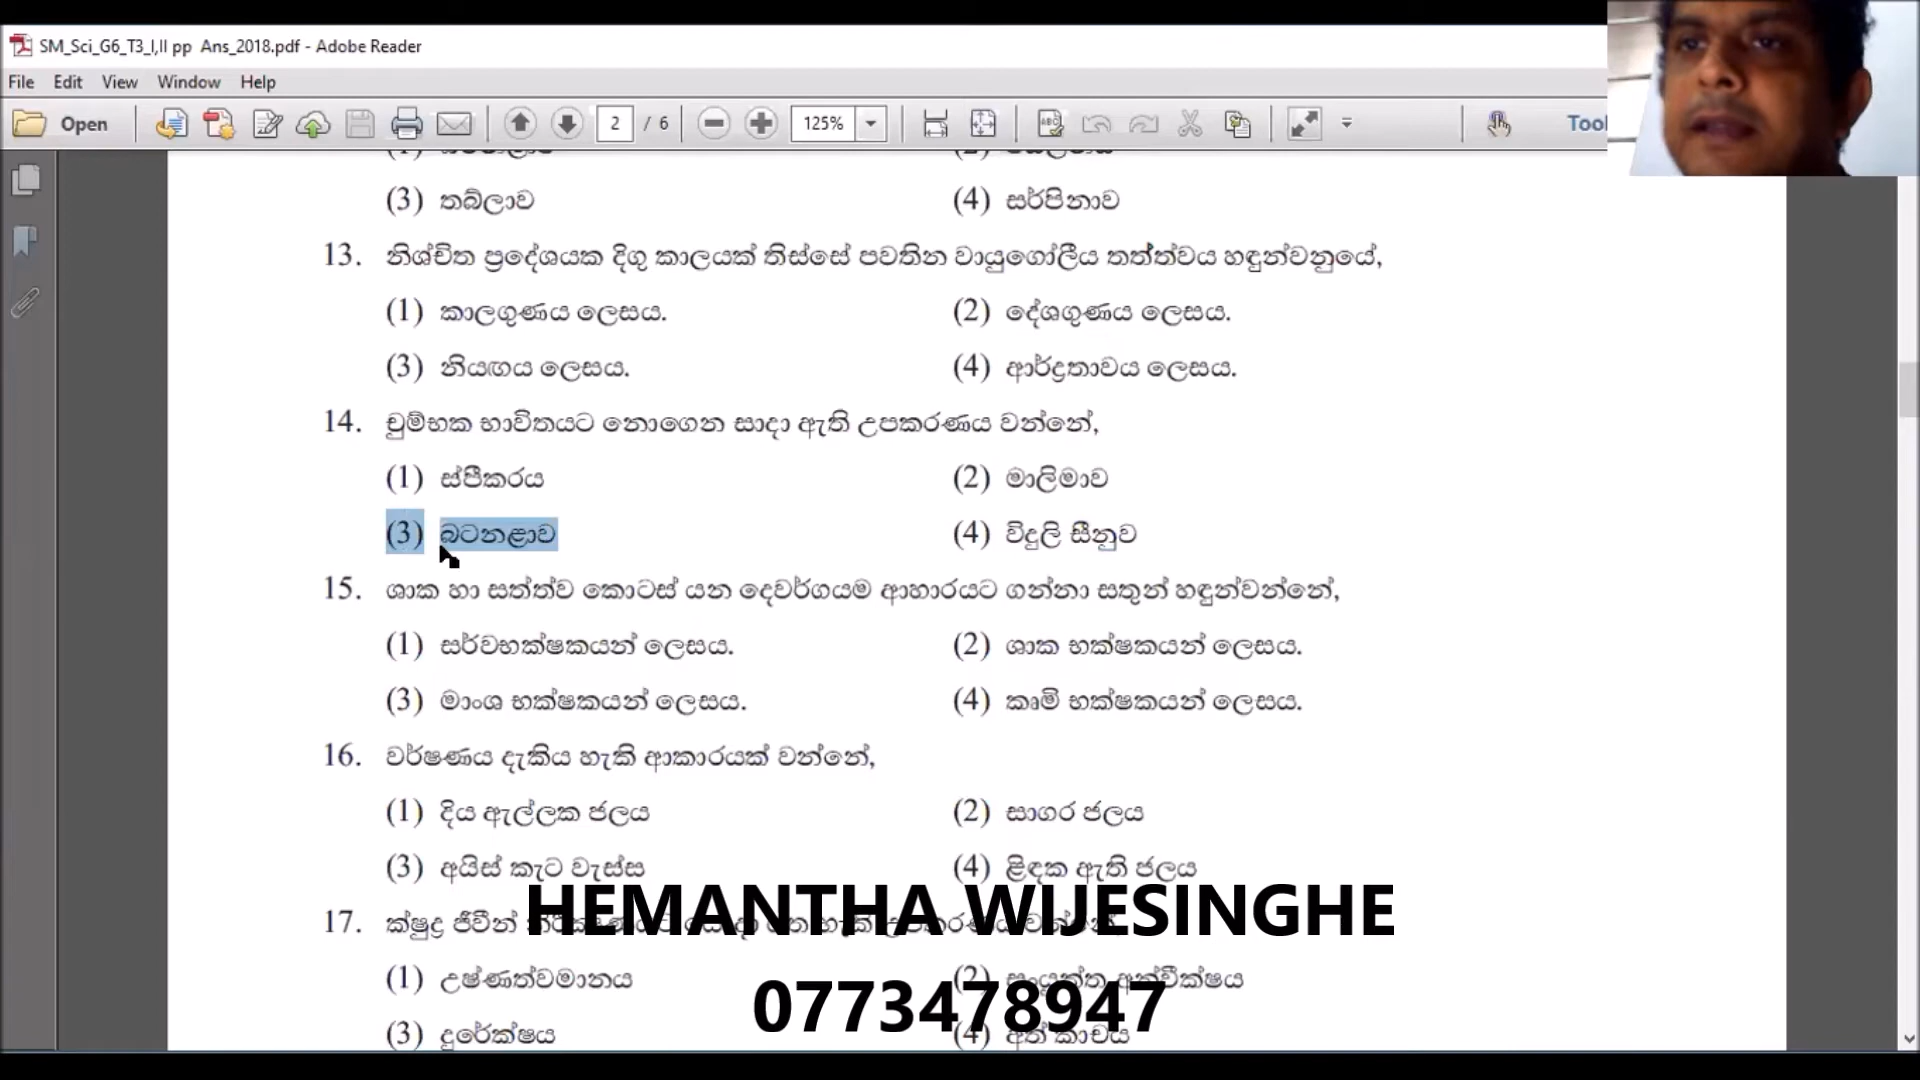 SM_Sci_G6_T3_I,II pp Ans_2018.pdf - Adobe Reader
File Edit View Window Help
Open 2 / 6 125% Tool
(3) තබ්ලාව (4) සර්පිනාව
13. නිශ්චිත ප්‍රදේශයක දිගු කාලයක් තිස්සේ පවතින වායුගෝලීය තත්ත්වය හඳුන්වනුයේ,
(1) කාලගුණය ලෙසය. (2) දේශගුණය ලෙසය.
(3) නියඟය ලෙසය. (4) ආර්ද්‍රතාවය ලෙසය.
14. චුම්භක භාවිතයට නොගෙන සාදා ඇති උපකරණය වන්නේ,
(1) ස්පීකරය (2) මාලිමාව
(3) බටනළාව (4) විදුලි සීනුව
15. ශාක හා සත්ත්ව කොටස් යන දෙවර්ගයම ආහාරයට ගන්නා සතුන් හඳුන්වන්නේ,
(1) සර්වභක්ෂකයන් ලෙසය. (2) ශාක භක්ෂකයන් ලෙසය.
(3) මාංශ භක්ෂකයන් ලෙසය. (4) කෘමි භක්ෂකයන් ලෙසය.
16. වර්ෂණය දැකිය හැකි ආකාරයක් වන්නේ,
(1) දිය ඇල්ලක ජලය (2) සාගර ජලය
(3) අයිස් කැට වැස්ස (4) ළිඳක ඇති ජලය
HEMANTHA WIJESINGHE
17. ක්ෂුද්‍ර ජීවීන්
(1) උෂ්ණත්වමානය (2) සංයුක්ත අන්වීක්ෂය
0773478947
(3) දුරේක්ෂය (4) අත් කාචය